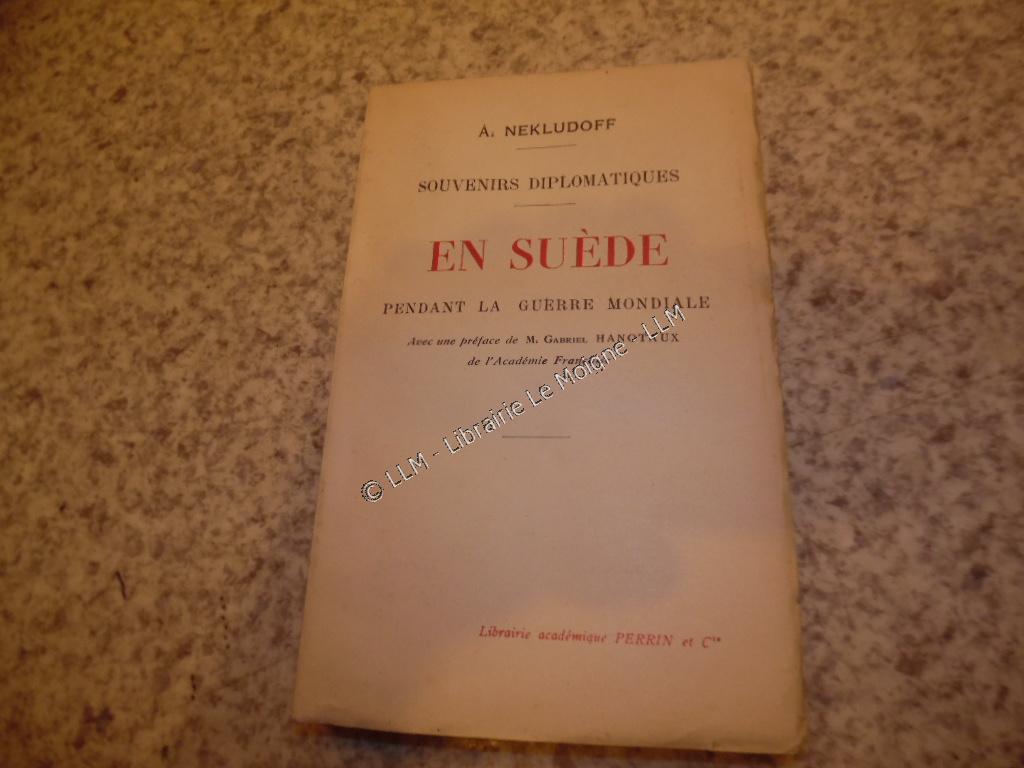 A. NEKLUDOFF
SOUVENIRS DIPLOMATIQUES
EN SUÈDE
PENDANT LA GUERRE MONDIALE
Avec une préface de M. GABRIEL HANOTAUX
de l'Académie
© LLM - Librairie Le Moigne - LLM
Librairie académique PERRIN et Cie